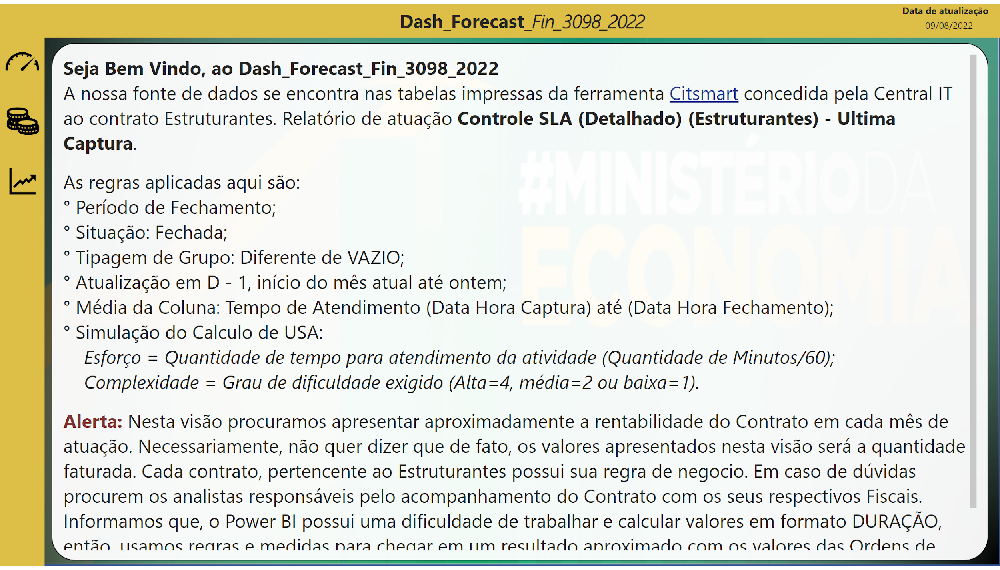 Dash_Forecast_Fin_3098_2022
Data de atualização
09/08/2022
Seja Bem Vindo, ao Dash_Forecast_Fin_3098_2022
A nossa fonte de dados se encontra nas tabelas impressas da ferramenta Citsmart concedida pela Central IT
ao contrato Estruturantes. Relatório de atuação Controle SLA (Detalhado) (Estruturantes) - Ultima
Captura.
As regras aplicadas aqui são:
° Período de Fechamento;
° Situação: Fechada;
° Tipagem de Grupo: Diferente de VAZIO;
° Atualização em D - 1, início do mês atual até ontem;
° Média da Coluna: Tempo de Atendimento (Data Hora Captura) até (Data Hora Fechamento);
° Simulação do Calculo de USA:
Esforço = Quantidade de tempo para atendimento da atividade (Quantidade de Minutos/60);
Complexidade = Grau de dificuldade exigido (Alta=4, média=2 ou baixa=1).
Alerta: Nesta visão procuramos apresentar aproximadamente a rentabilidade do Contrato em cada mês de
atuação. Necessariamente, não quer dizer que de fato, os valores apresentados nesta visão será a quantidade
faturada. Cada contrato, pertencente ao Estruturantes possui sua regra de negocio. Em caso de dúvidas
procurem os analistas responsáveis pelo acompanhamento do Contrato com os seus respectivos Fiscais.
Informamos que, o Power BI possui uma dificuldade de trabalhar e calcular valores em formato DURAÇÃO,
então, usamos regras e medidas para chegar em um resultado aproximado com os valores das Ordens de
#MINISTÉRIODA
ECONOMIA